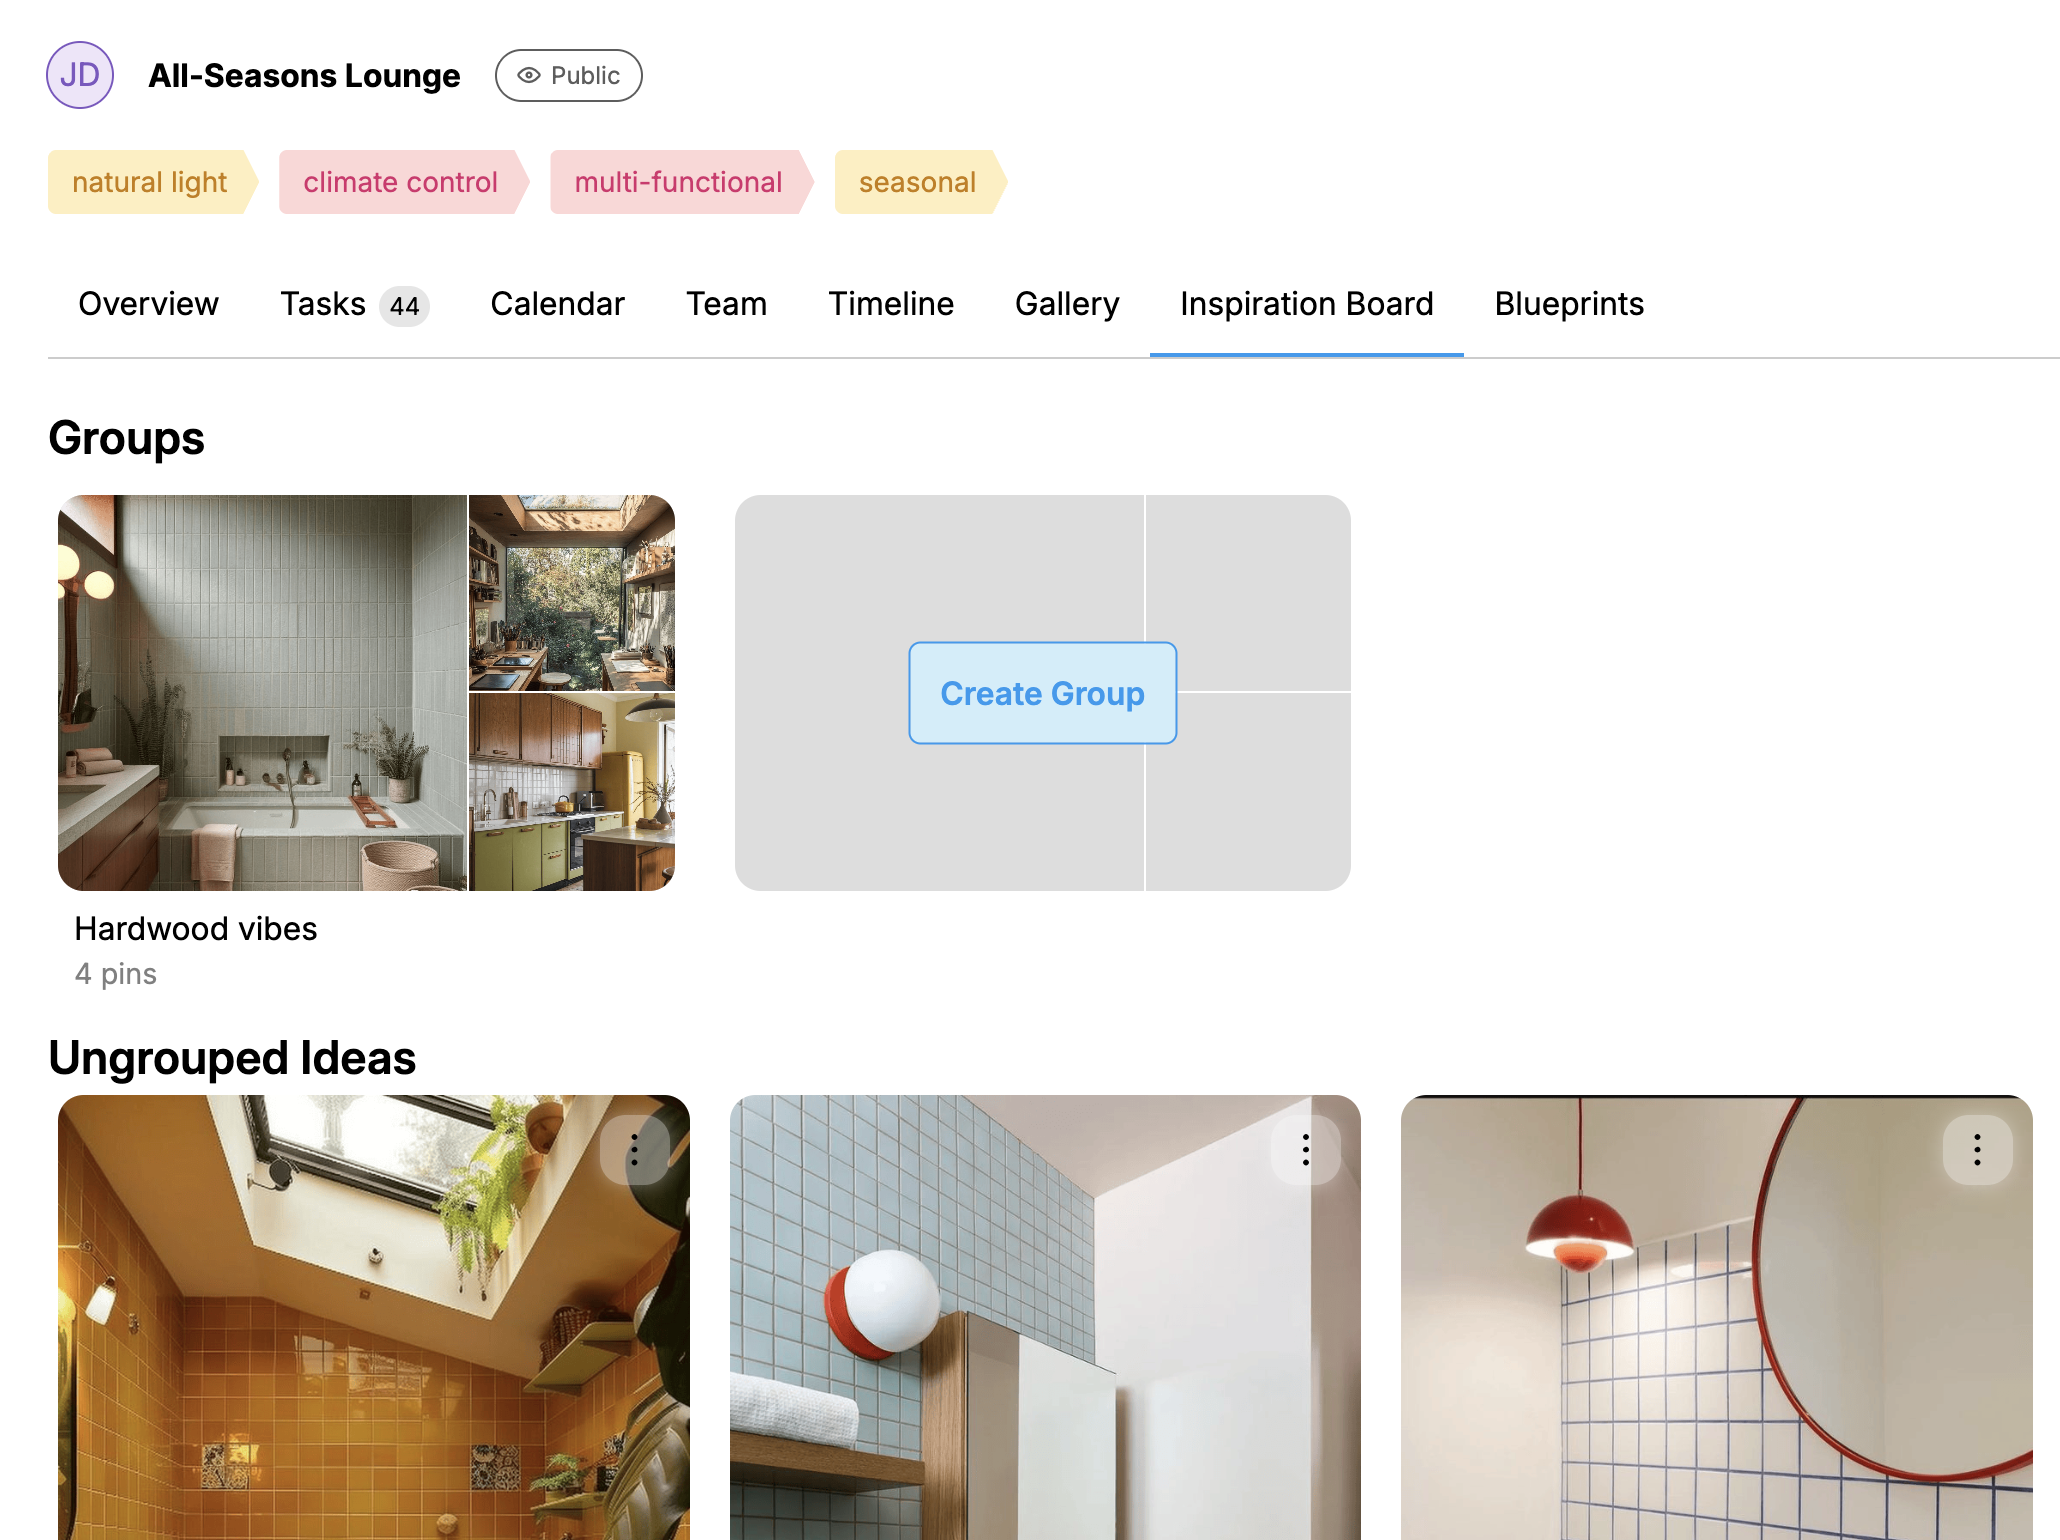 JD All-Seasons Lounge Public
natural light climate control multi-functional seasonal
Overview Tasks 44 Calendar Team Timeline Gallery Inspiration Board Blueprints
Groups
Create Group
Hardwood vibes
4 pins
Ungrouped Ideas